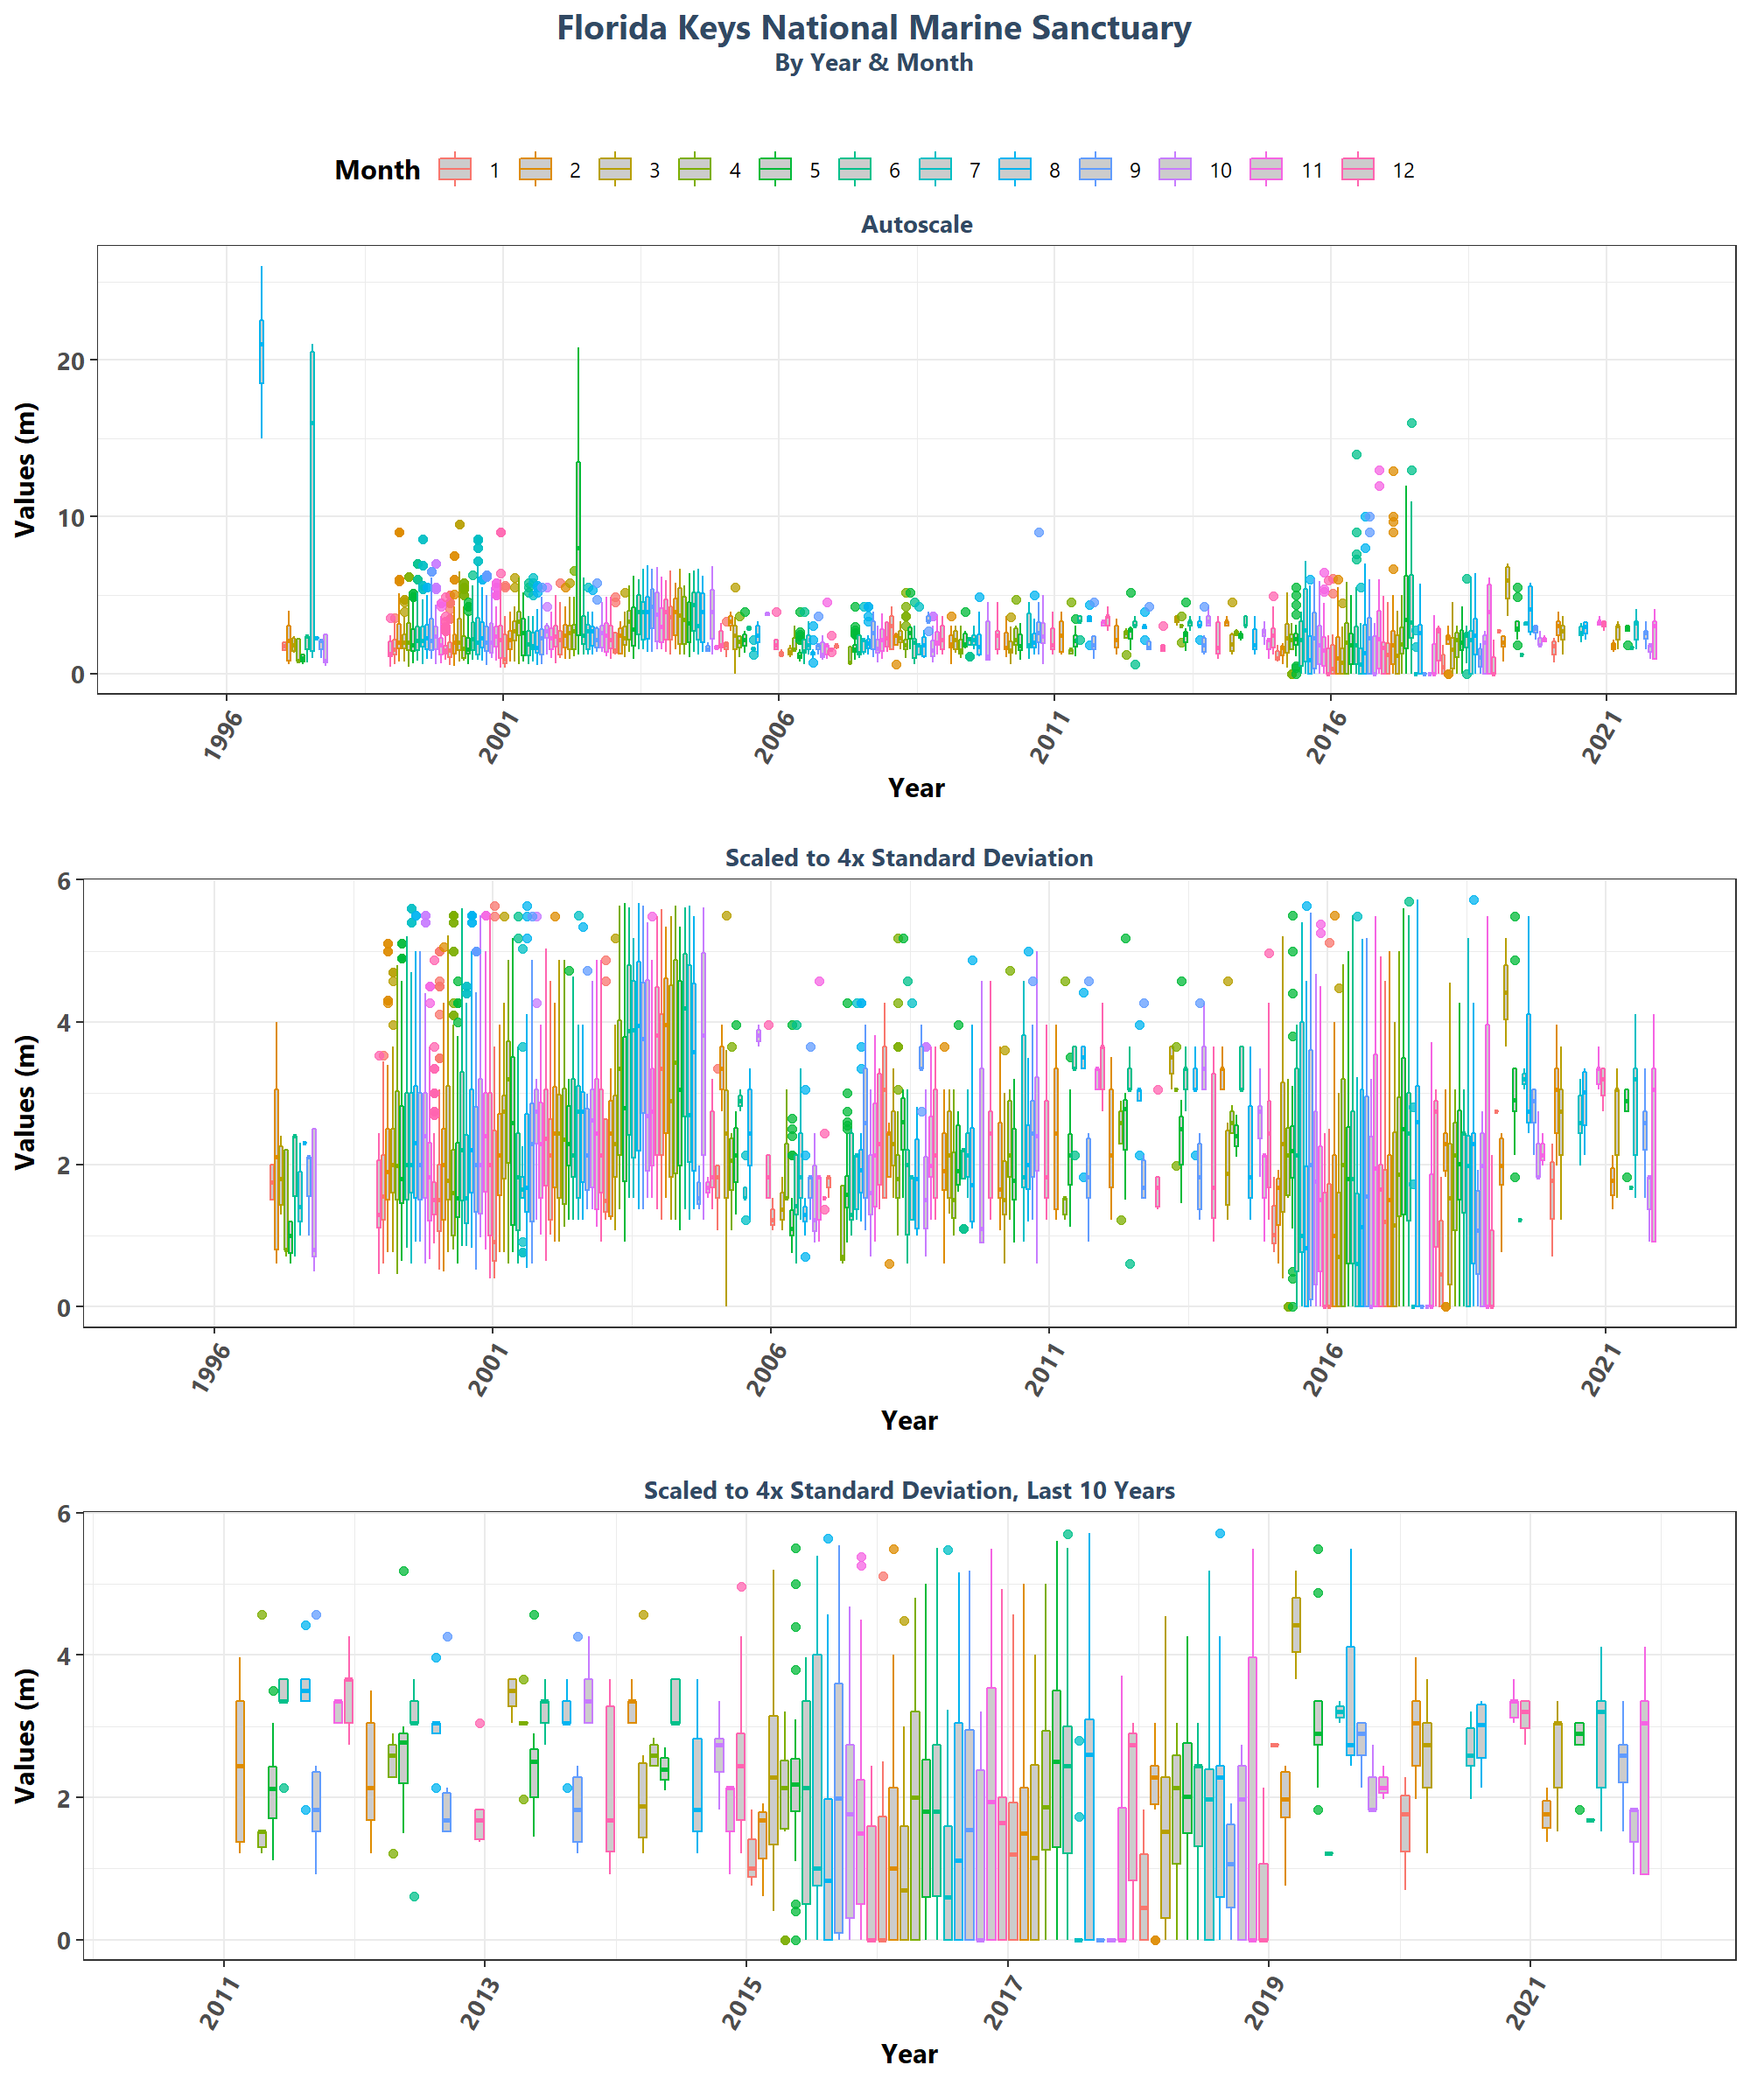 Florida Keys National Marine Sanctuary
By Year & Month
Month 1 2 3 4 5 6 7 8 9 10 11 12
Autoscale
Values (m)
20
10
0
1996 2001 2006 2011 2016 2021
Year
Scaled to 4x Standard Deviation
Values (m)
6
4
2
0
1996 2001 2006 2011 2016 2021
Year
Scaled to 4x Standard Deviation, Last 10 Years
Values (m)
6
4
2
0
2011 2013 2015 2017 2019 2021
Year